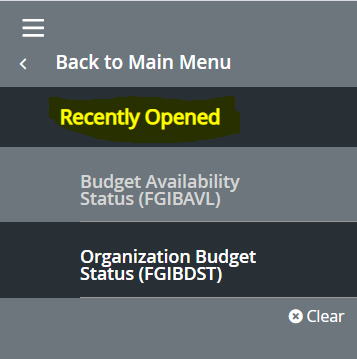 Back to Main Menu
Recently Opened
Budget Availability
Status (FGIBAVL)
Organization Budget
Status (FGIBDST)
Clear